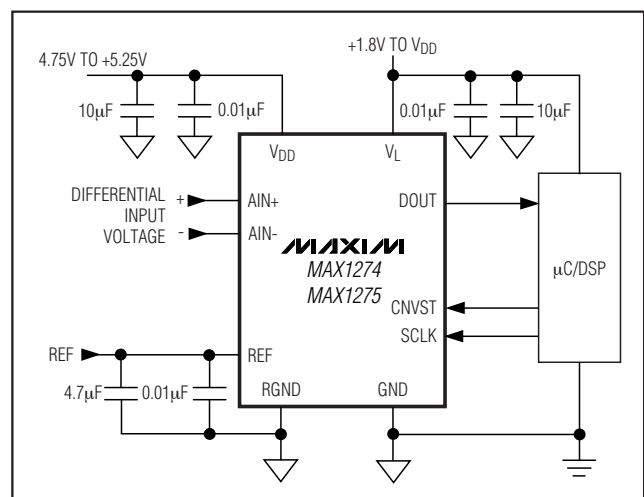 +1.8V TO VDD
4.75V TO +5.25V
10µF
0.01µF
0.01µF
10µF
VDD
VL
DIFFERENTIAL
INPUT
VOLTAGE
+
-
AIN+
AIN-
DOUT
MAXIM
MAX1274
MAX1275
µC/DSP
CNVST
SCLK
REF
REF
4.7µF
0.01µF
RGND
GND